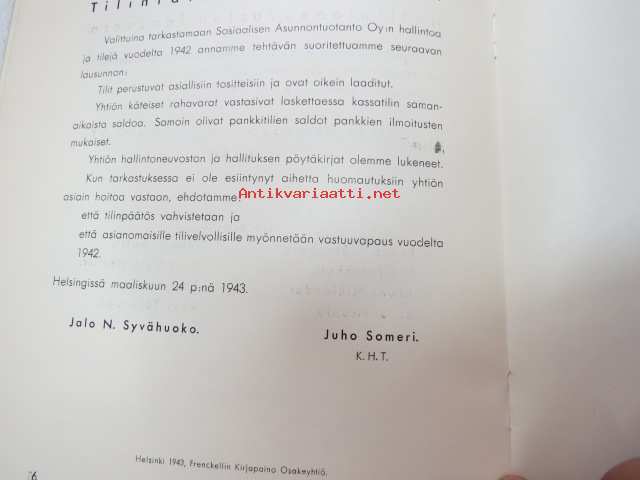 Valittuina tarkastamaan Sosiaalisen Asunnontuotanto Oy:n hallintoa
ja tilejä vuodelta 1942 annamme tehtävän suoritettuamme seuraavan
lausunnon:
Tilit perustuvat asiallisiin tositteisiin ja ovat oikein laaditut.
Yhtiön käteiset rahavarat vastasivat laskettaessa kassatilin saman-
aikaista saldoa. Samoin olivat pankkitilien saldot pankkien ilmoitusten
mukaiset.
Yhtiön hallintoneuvoston ja hallituksen pöytäkirjat olemme lukeneet.
Kun tarkastuksessa ei ole esiintynyt aihetta huomautuksiin yhtiön
Antikvariaatti.net
asiain hoitoa vastaan, ehdotamme,
että tilinpäätös vahvistetaan ja
että asianomaisille tilivelvollisille myönnetään vastuuvapaus vuodelta
1942.
Helsingissä maaliskuun 24 p:nä 1943.
Jalo N. Syvähuoko.
Juho Someri.
K.H.T.
Helsinki 1943, Frenckellin Kirjapaino Osakeyhtiö.